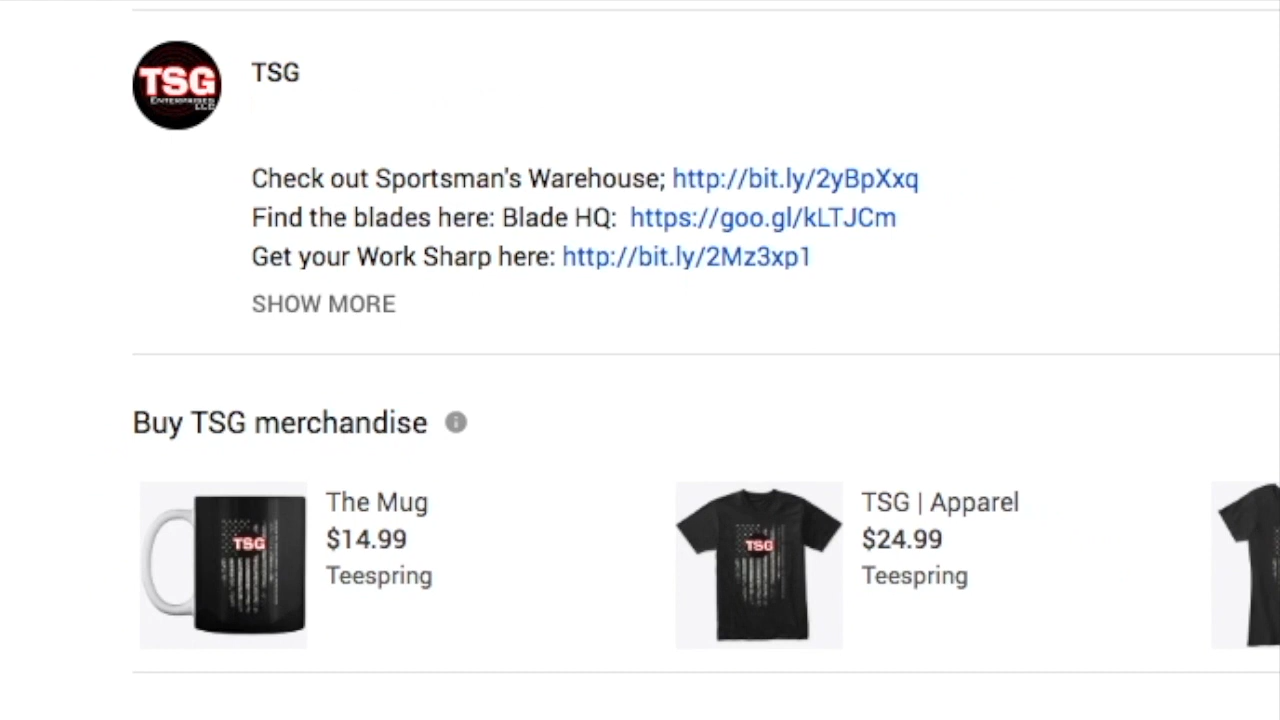 TSG
ENTERPRISES
LLC
TSG
Check out Sportsman's Warehouse; http://bit.ly/2yBpXxq
Find the blades here: Blade HQ:  https://goo.gl/kLTJCm
Get your Work Sharp here: http://bit.ly/2Mz3xp1
SHOW MORE
Buy TSG merchandise
TSG
The Mug
$14.99
Teespring
TSG
TSG | Apparel
$24.99
Teespring